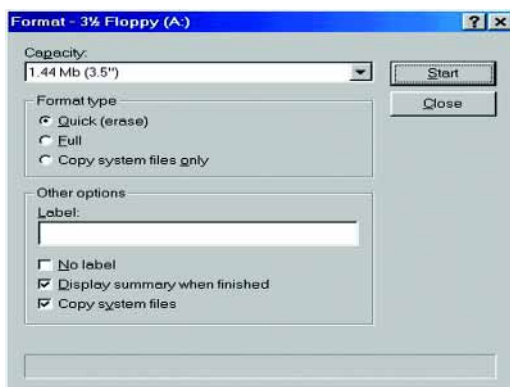 Format - 3½ Floppy (A:)
Capacity:
1.44 Mb (3.5")
Start
Close
Format type
Quick (erase)
Full
Copy system files only
Other options
Label:
No label
Display summary when finished
Copy system files